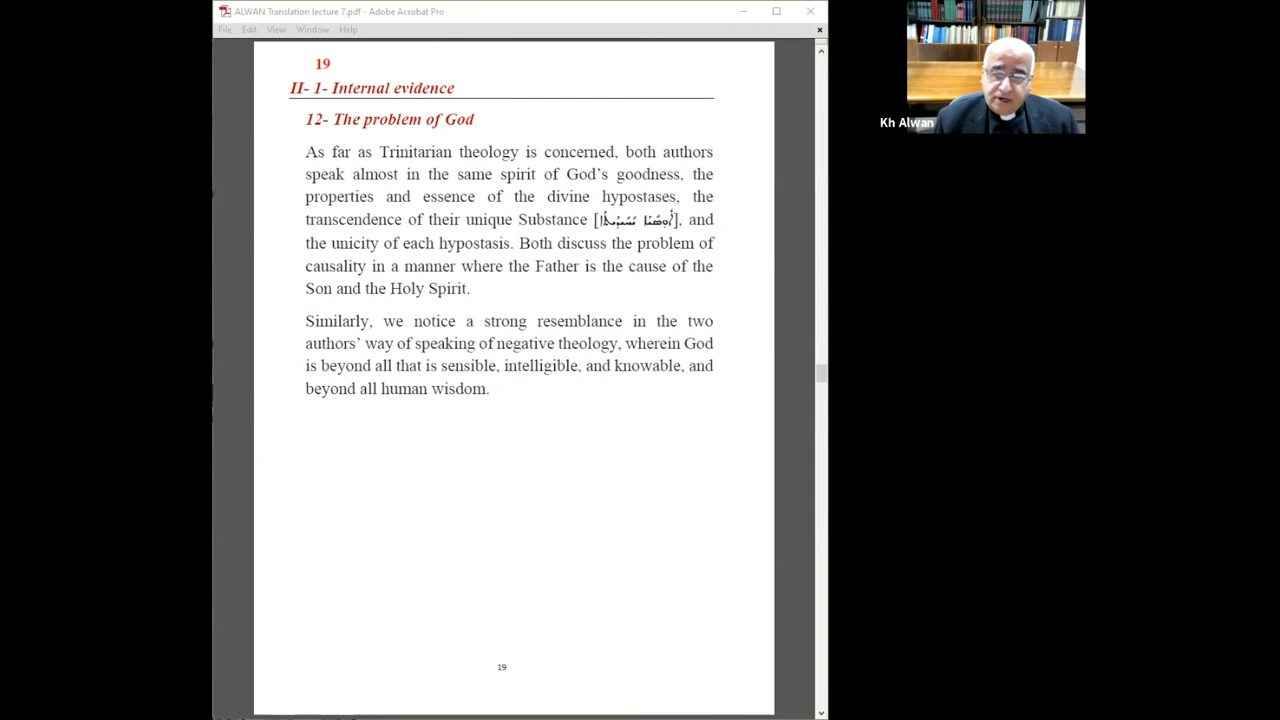 ALWAN Translation lecture 7.pdf - Adobe Acrobat Pro
File Edit View Window Help
19
II- 1- Internal evidence
12- The problem of God
As far as Trinitarian theology is concerned, both authors
speak almost in the same spirit of God’s goodness, the
properties and essence of the divine hypostases, the
transcendence of their unique Substance [], and
the unicity of each hypostasis. Both discuss the problem of
causality in a manner where the Father is the cause of the
Son and the Holy Spirit.
Similarly, we notice a strong resemblance in the two
authors’ way of speaking of negative theology, wherein God
is beyond all that is sensible, intelligible, and knowable, and
beyond all human wisdom.
19
Kh Alwan